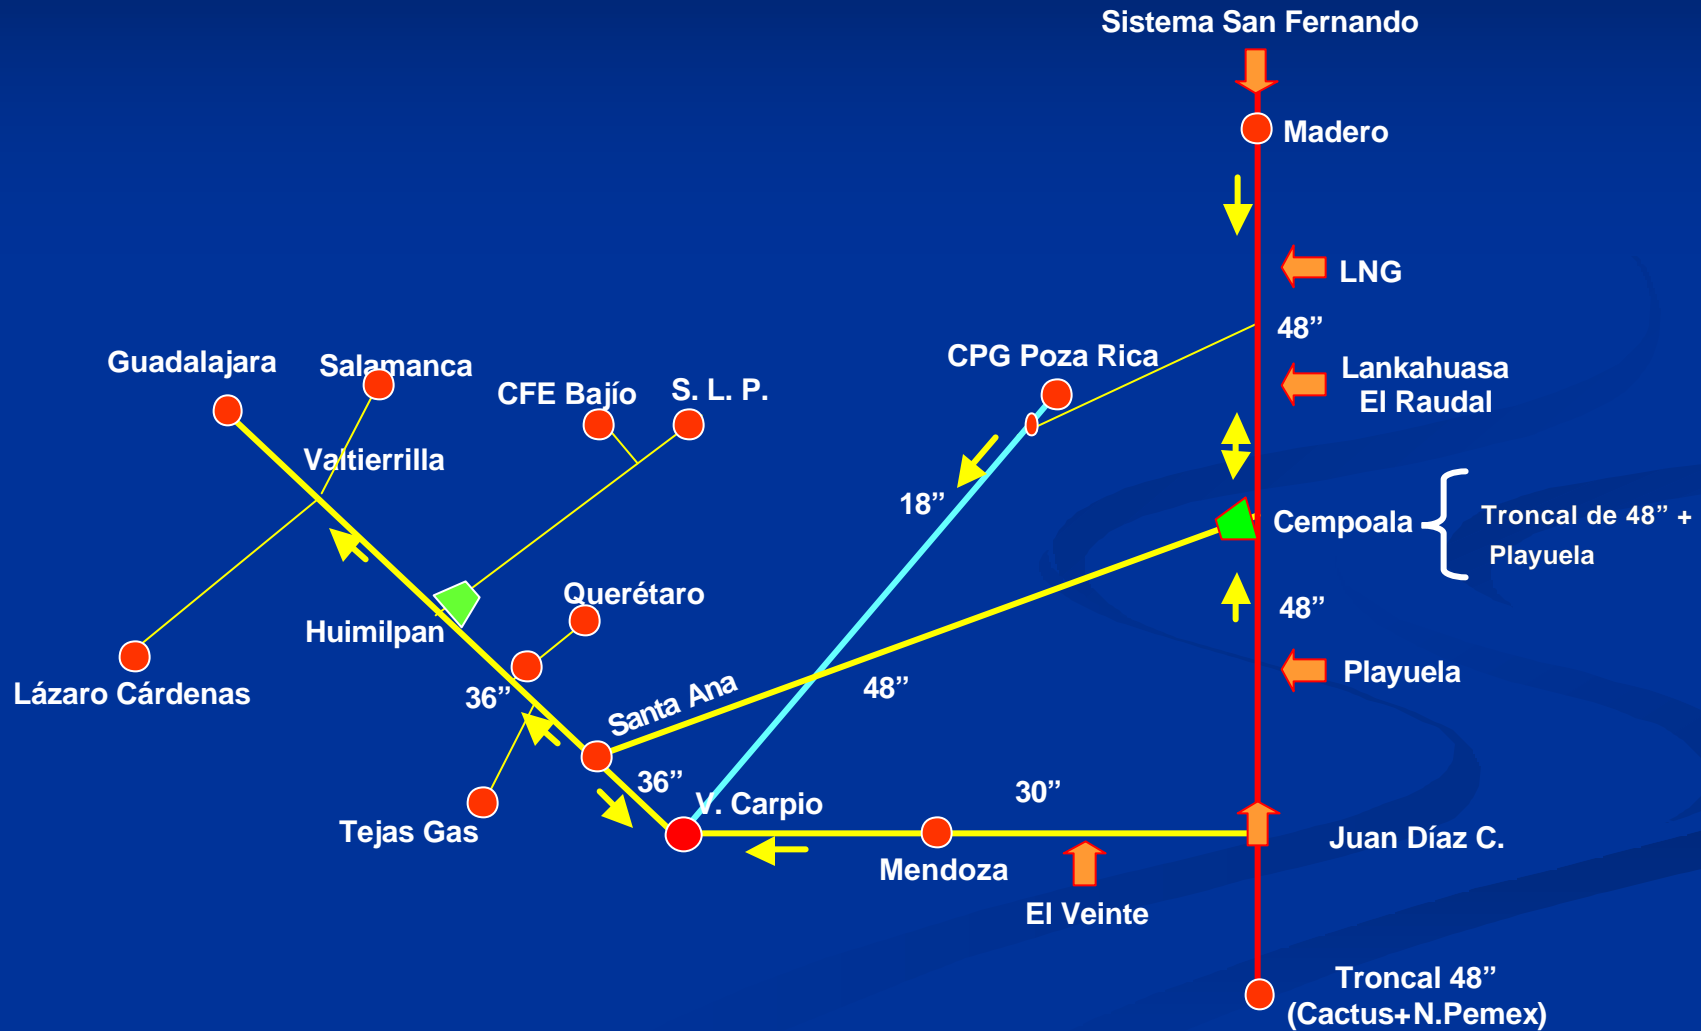 Sistema San Fernando
Madero
LNG
48”
CPG Poza Rica
Lankahuasa
El Raudal
Guadalajara
Salamanca
CFE Bajío
S. L. P.
Valtierrilla
18”
Cempoala
Troncal de 48” +
Playuela
Querétaro
48”
Huimilpan
Lázaro Cárdenas
36”
Santa Ana
48”
Playuela
36”
V. Carpio
30”
Tejas Gas
Juan Díaz C.
Mendoza
El Veinte
Troncal 48”
(Cactus+N.Pemex)